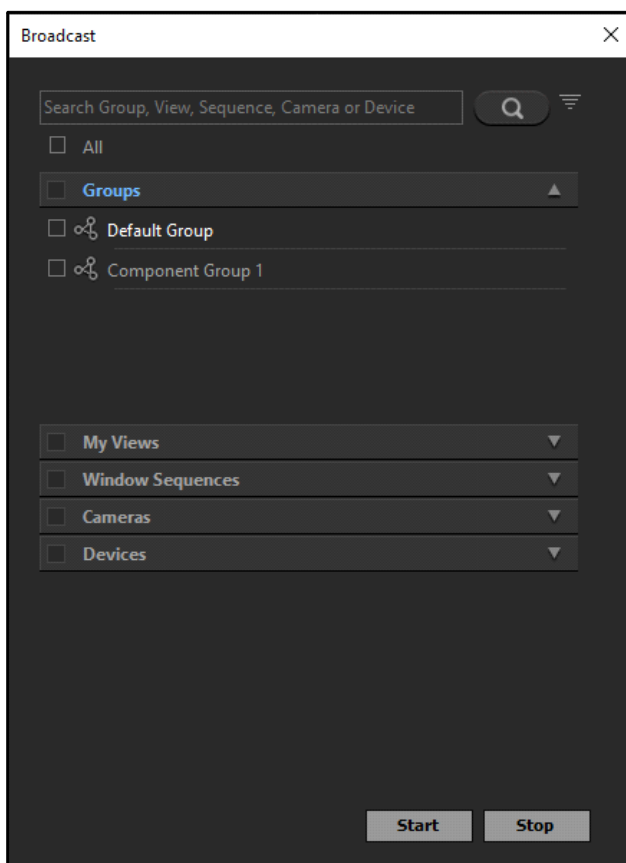 Broadcast
Search Group, View, Sequence, Camera or Device
All
Groups
Default Group
Component Group 1
My Views
Window Sequences
Cameras
Devices
Start Stop